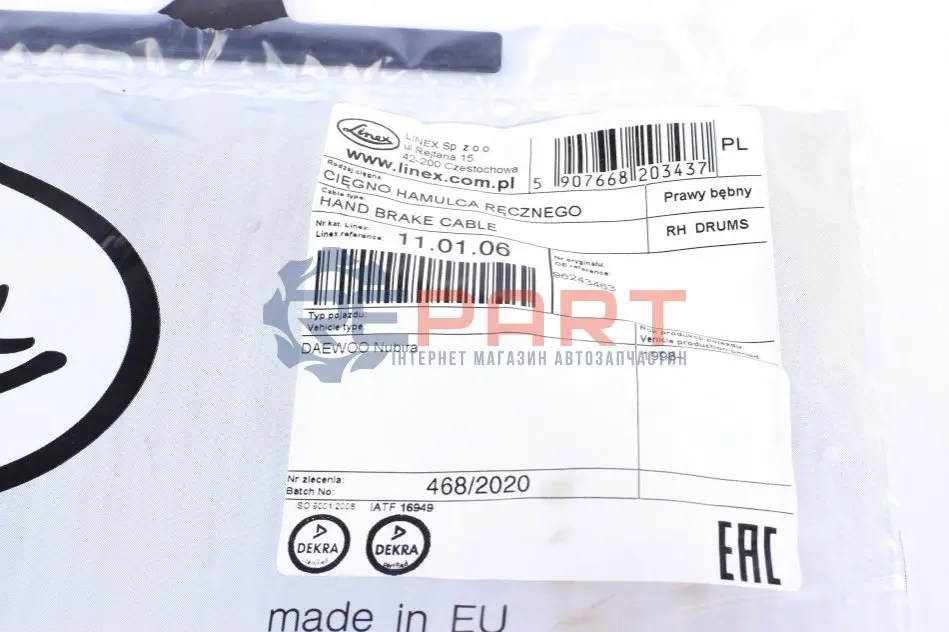 Linex
LINEX Sp. z o.o.
ul Rejtana 15
42-200 Czestochowa
www.linex.com.pl
5 907668 203437
PL
Rodzaj cięgna:
CIĘGNO HAMULCA RĘCZNEGO
Prawy bębny
Cable type:
HAND BRAKE CABLE
RH DRUMS
Nr kat. Linex:
Linex reference:
11.01.06
Nr oryginału:
OE reference:
96243463
EPART
ІНТЕРНЕТ МАГАЗИН АВТОЗАПЧАСТИН
Typ pojazdu:
Vehicle type:
Rok produkcji pojazdu:
Vehicle production period
DAEWOO Nubira
1998-
Nr zlecenia:
Batch No:
468/2020
ISO 9001:2008
IATF 16949
DEKRA
DEKRA
certified
EAC
made in EU